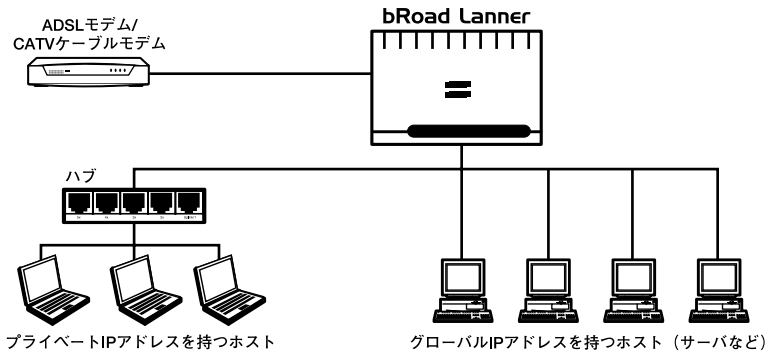 bRoad Lanner
ADSLモデム/
CATVケーブルモデム
ハブ
プライベートIPアドレスを持つホスト
グローバルIPアドレスを持つホスト（サーバなど）